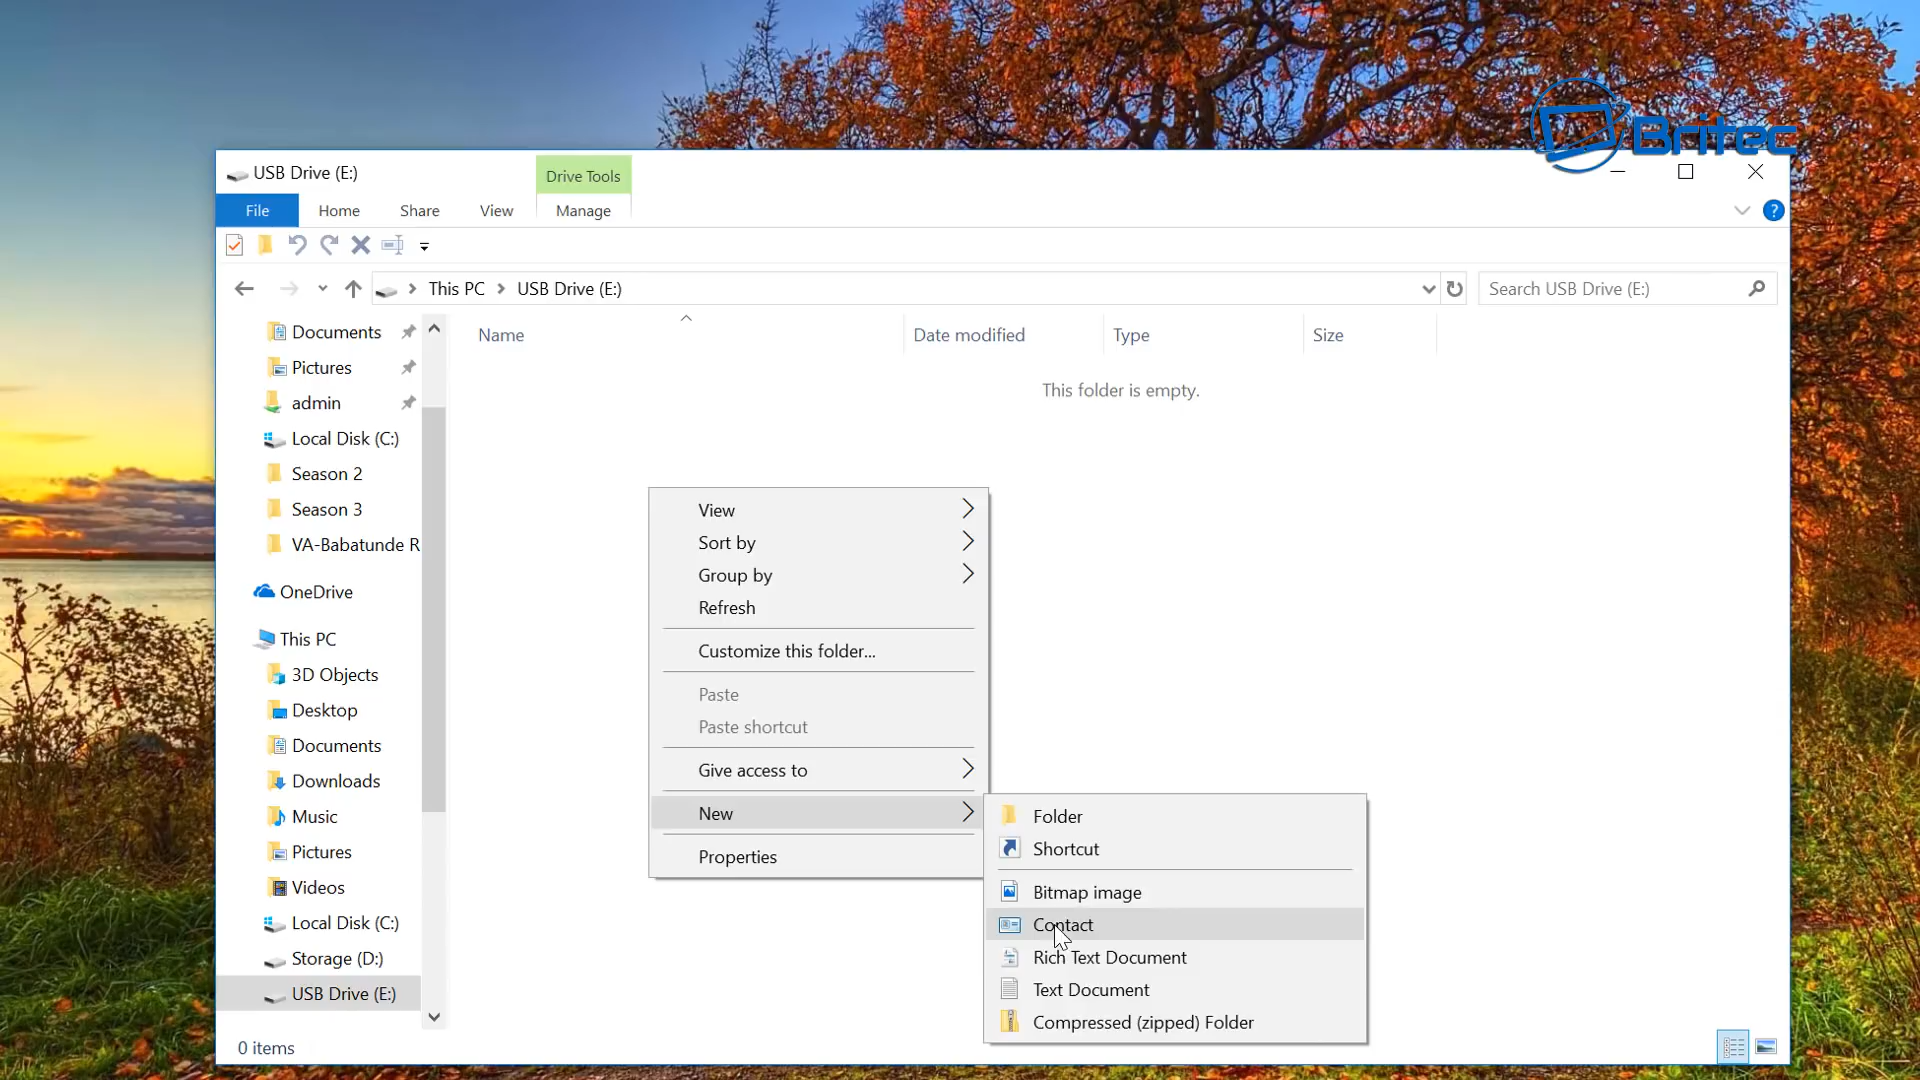 Britec
USB Drive (E:)
Drive Tools
File
Home
Share
View
Manage
This PC
USB Drive (E:)
Search USB Drive (E:)
Documents
Pictures
admin
Local Disk (C:)
Season 2
Season 3
VA-Babatunde R
OneDrive
This PC
3D Objects
Desktop
Documents
Downloads
Music
Pictures
Videos
Local Disk (C:)
Storage (D:)
USB Drive (E:)
Name
Date modified
Type
Size
This folder is empty.
View
Sort by
Group by
Refresh
Customize this folder...
Paste
Paste shortcut
Give access to
New
Properties
Folder
Shortcut
Bitmap image
Contact
Rich Text Document
Text Document
Compressed (zipped) Folder
0 items